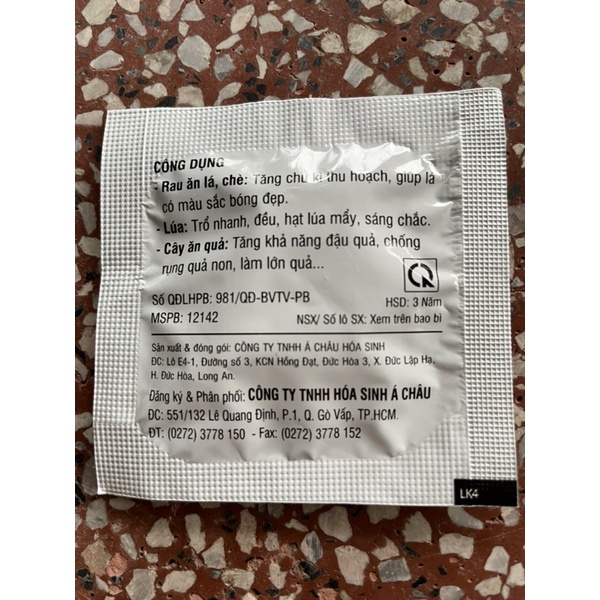 CÔNG DỤNG
- Rau ăn lá, chè: Tăng chu kì thu hoạch, giúp lá
có màu sắc bóng đẹp.
- Lúa: Trổ nhanh, đều, hạt lúa mẩy, sáng chắc.
- Cây ăn quả: Tăng khả năng đậu quả, chống
rụng quả non, làm lớn quả...
Số QĐLHPB: 981/QĐ-BVTV-PB
HSD: 3 Năm
MSPB: 12142
NSX/ Số lô SX: Xem trên bao bì
Sản xuất & đóng gói: CÔNG TY TNHH Á CHÂU HÓA SINH
ĐC: Lô E4-1, Đường số 3, KCN Hồng Đạt, Đức Hòa 3, X. Đức Lập Hạ,
H. Đức Hòa, Long An.
Đăng ký & Phân phối: CÔNG TY TNHH HÓA SINH Á CHÂU
ĐC: 551/132 Lê Quang Định, P.1, Q. Gò Vấp, TP.HCM.
ĐT: (0272) 3778 150 - Fax: (0272) 3778 152
LK4